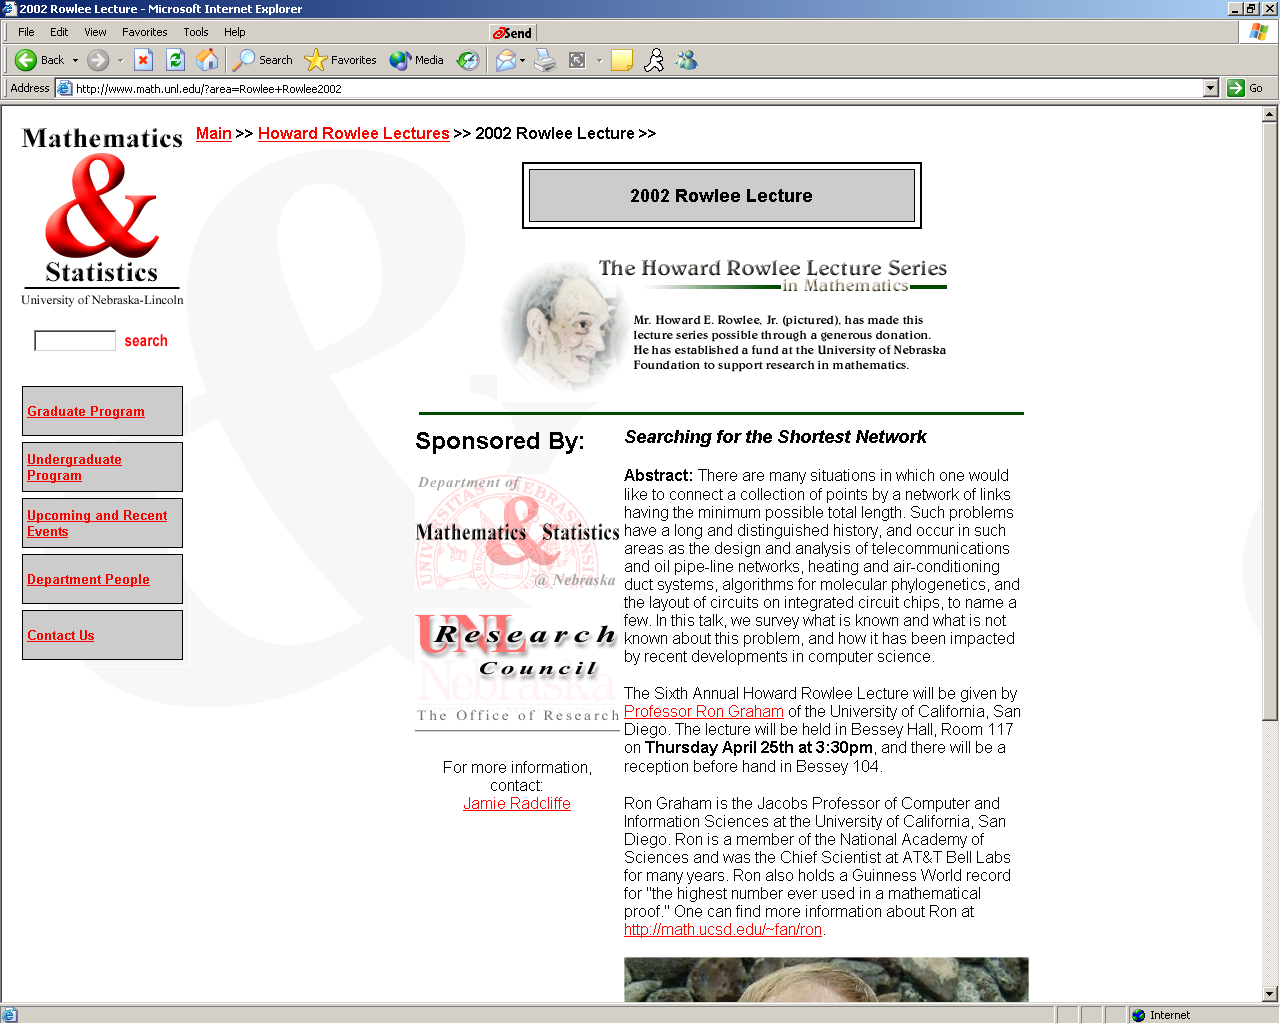 2002 Rowlee Lecture - Microsoft Internet Explorer
File Edit View Favorites Tools Help
Send
Back Search Favorites Media
Address http://www.math.unl.edu/?area=Rowlee+Rowlee2002 Go
Mathematics
&
Statistics
University of Nebraska-Lincoln
search
Graduate Program
Undergraduate
Program
Upcoming and Recent
Events
Department People
Contact Us
Main >> Howard Rowlee Lectures >> 2002 Rowlee Lecture >>
2002 Rowlee Lecture
The Howard Rowlee Lecture Series
in Mathematics
Mr. Howard E. Rowlee, Jr. (pictured), has made this
lecture series possible through a generous donation.
He has established a fund at the University of Nebraska
Foundation to support research in mathematics.
Sponsored By:
Department of
Mathematics & Statistics
@ Nebraska
UNL
Research
Council
Nebraska
The Office of Research
For more information,
contact:
Jamie Radcliffe
Searching for the Shortest Network
Abstract: There are many situations in which one would
like to connect a collection of points by a network of links
having the minimum possible total length. Such problems
have a long and distinguished history, and occur in such
areas as the design and analysis of telecommunications
and oil pipe-line networks, heating and air-conditioning
duct systems, algorithms for molecular phylogenetics, and
the layout of circuits on integrated circuit chips, to name a
few. In this talk, we survey what is known and what is not
known about this problem, and how it has been impacted
by recent developments in computer science.
The Sixth Annual Howard Rowlee Lecture will be given by
Professor Ron Graham of the University of California, San
Diego. The lecture will be held in Bessey Hall, Room 117
on Thursday April 25th at 3:30pm, and there will be a
reception before hand in Bessey 104.
Ron Graham is the Jacobs Professor of Computer and
Information Sciences at the University of California, San
Diego. Ron is a member of the National Academy of
Sciences and was the Chief Scientist at AT&T Bell Labs
for many years. Ron also holds a Guinness World record
for "the highest number ever used in a mathematical
proof." One can find more information about Ron at
http://math.ucsd.edu/~fan/ron.
Internet